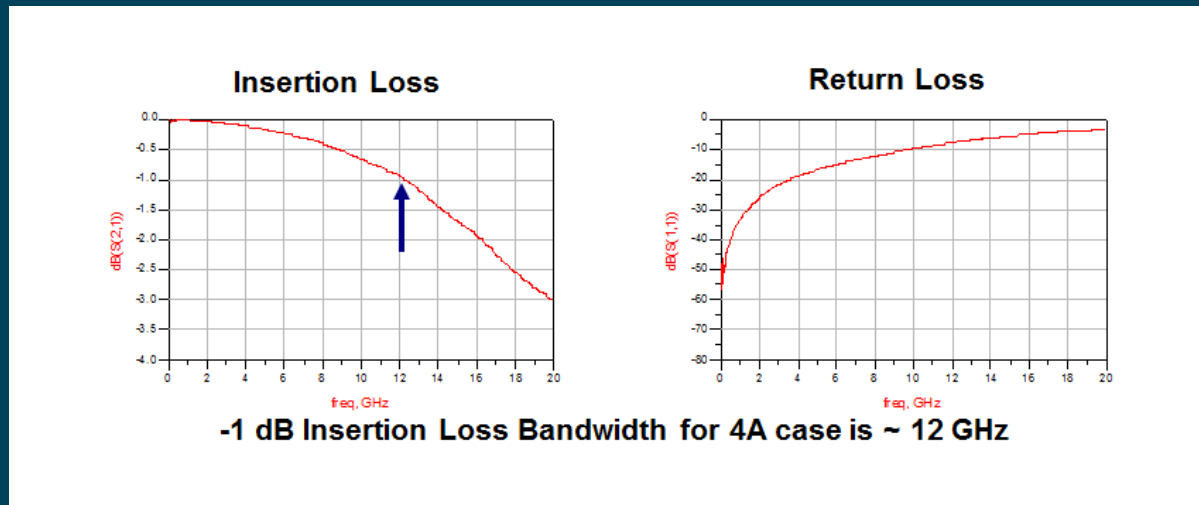 Insertion Loss
0.0
-0.5
-1.0
-1.5
-2.0
-2.5
-3.0
-3.5
-4.0
dB(S(2,1))
0 2 4 6 8 10 12 14 16 18 20
freq, GHz
Return Loss
0
-10
-20
-30
-40
-50
-60
-70
-80
dB(S(1,1))
0 2 4 6 8 10 12 14 16 18 20
freq, GHz
-1 dB Insertion Loss Bandwidth for 4A case is ~ 12 GHz